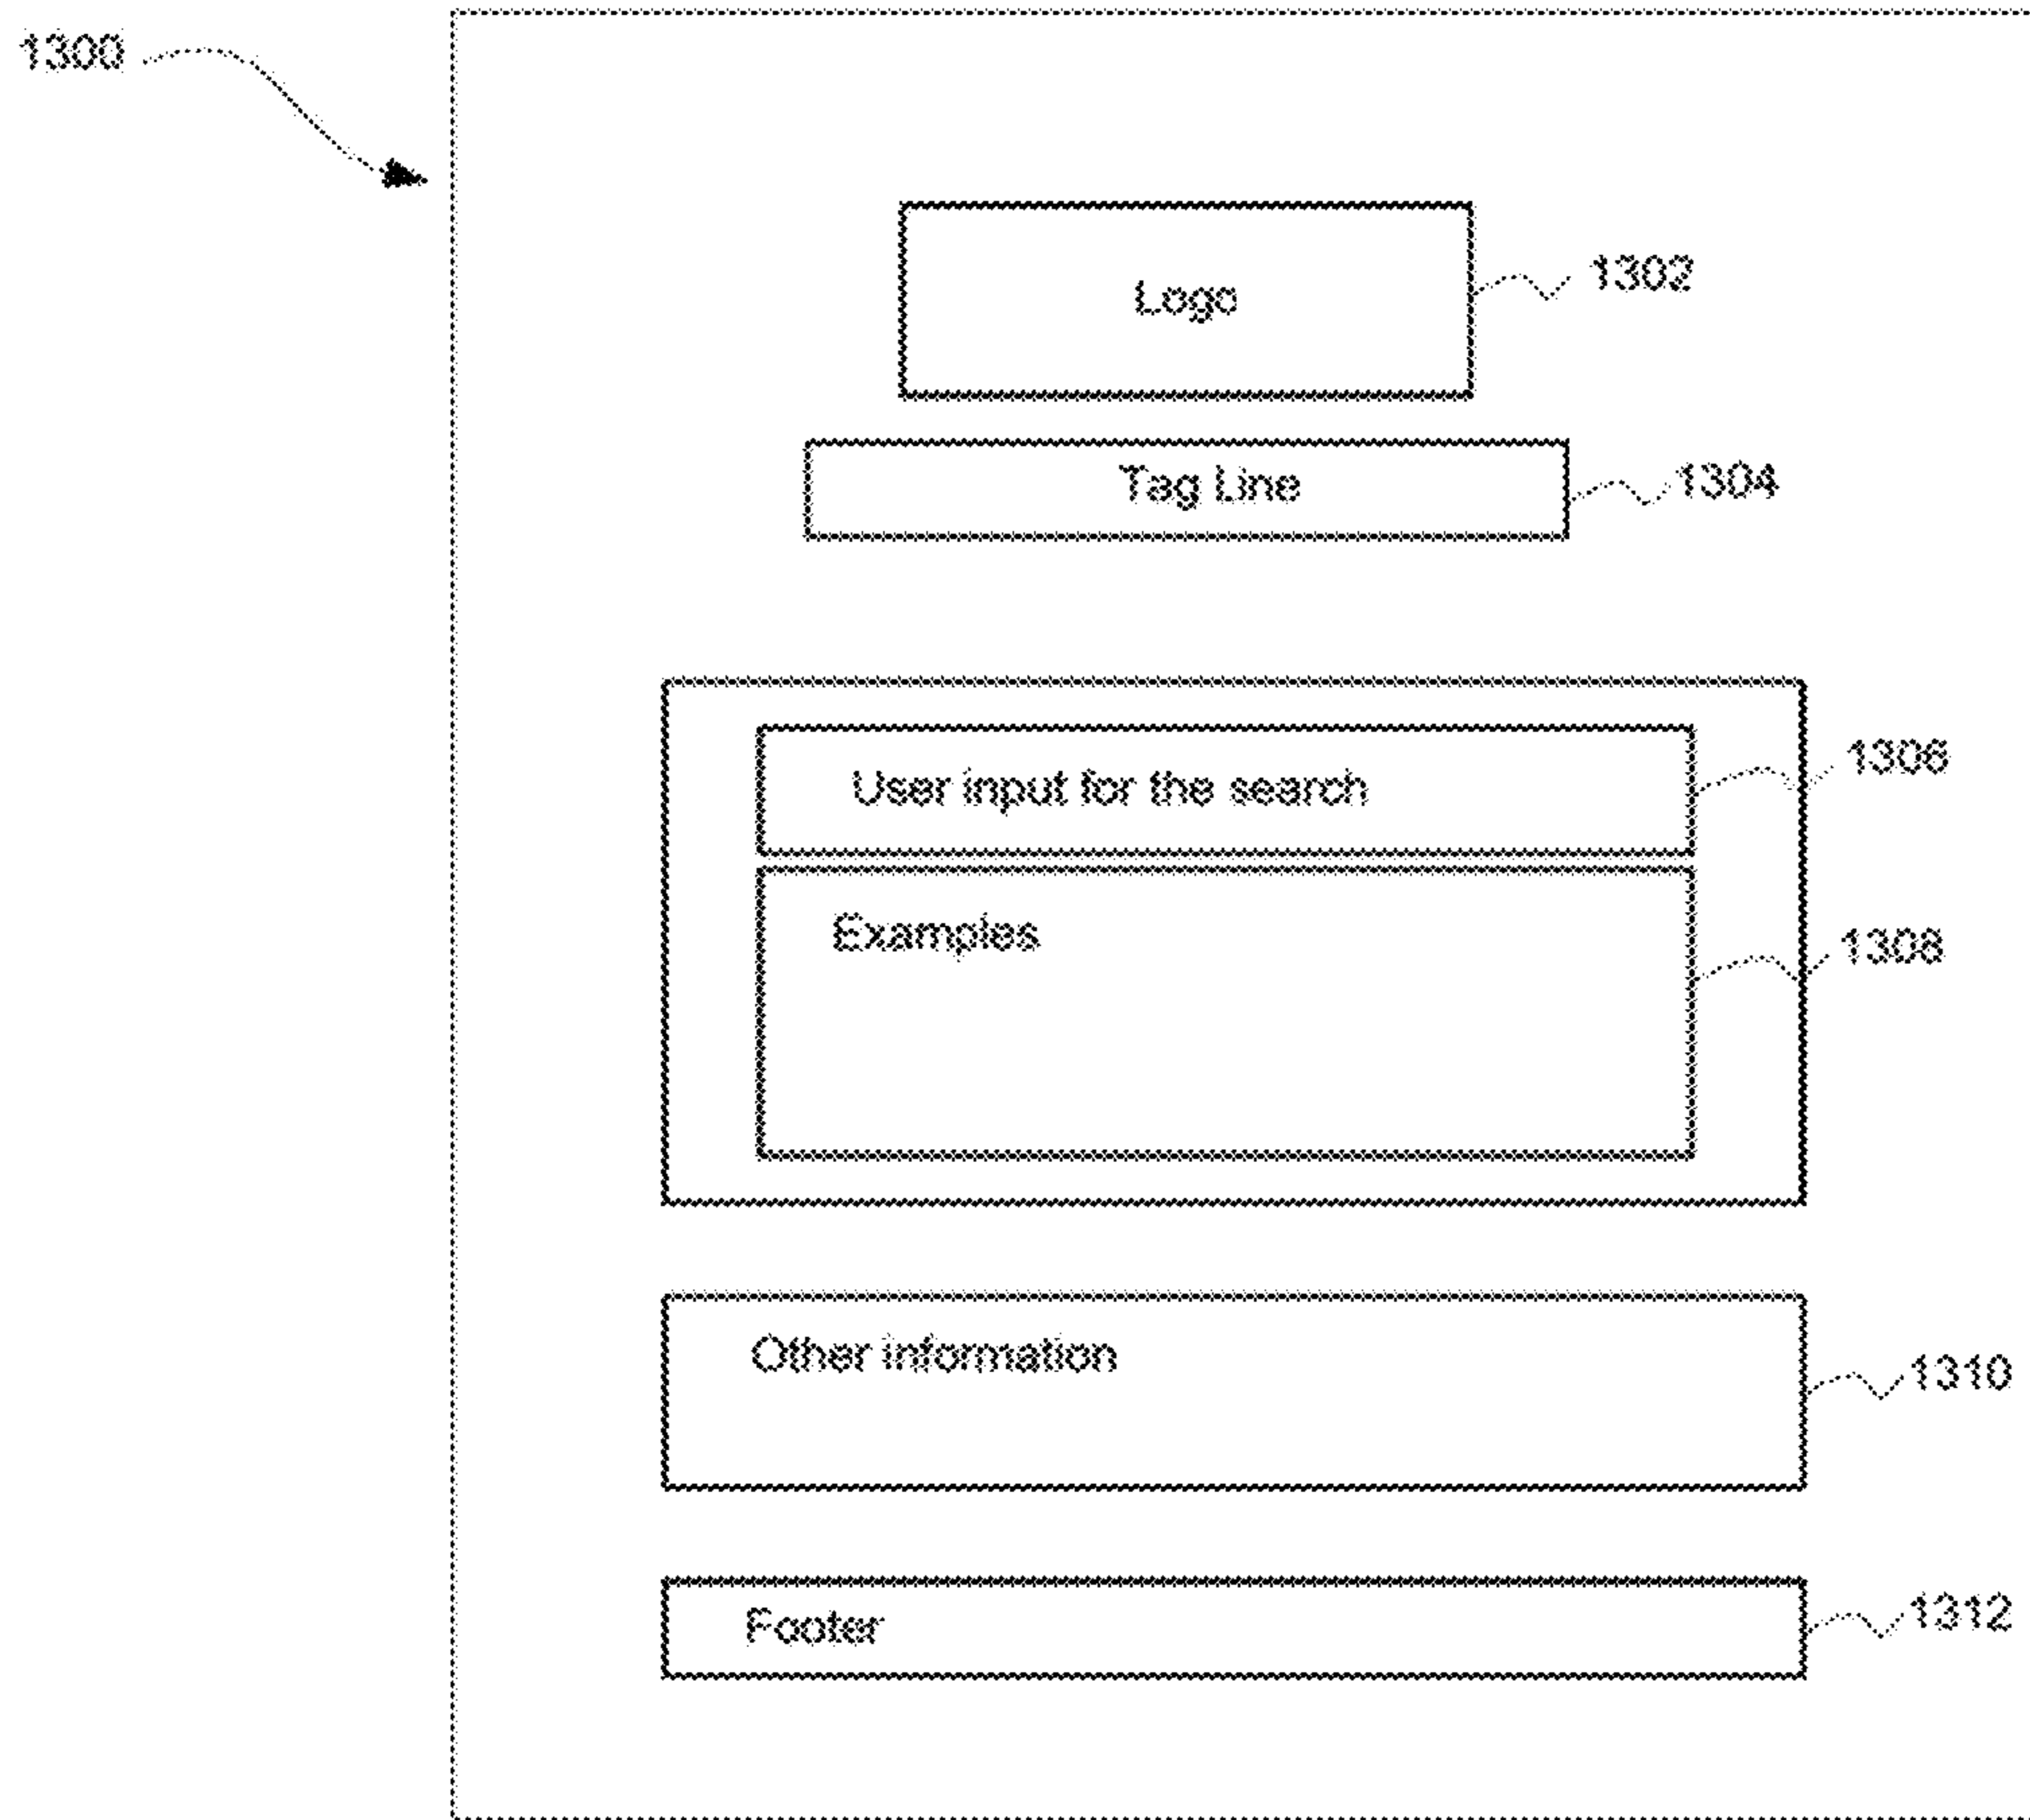 1300
Logo
1302
Tag Line
1304
User input for the search
1306
Examples
1308
Other information
1310
Footer
1312